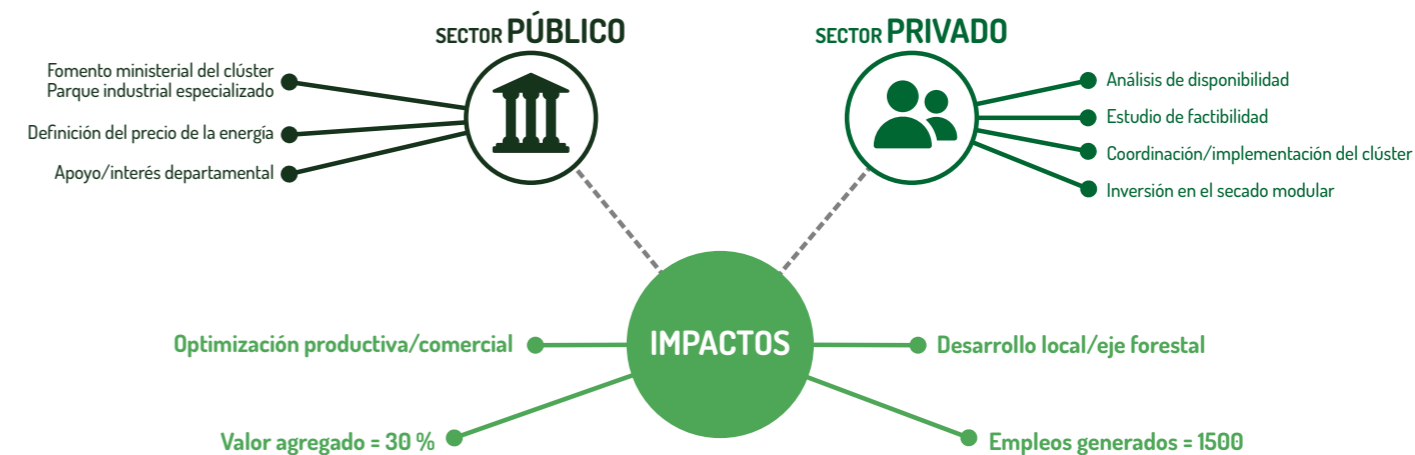 SECTOR PÚBLICO
Fomento ministerial del clúster
Parque industrial especializado
Definición del precio de la energía
Apoyo/interés departamental
SECTOR PRIVADO
Análisis de disponibilidad
Estudio de factibilidad
Coordinación/implementación del clúster
Inversión en el secado modular
IMPACTOS
Optimización productiva/comercial
Valor agregado = 30 %
Desarrollo local/eje forestal
Empleos generados = 1500